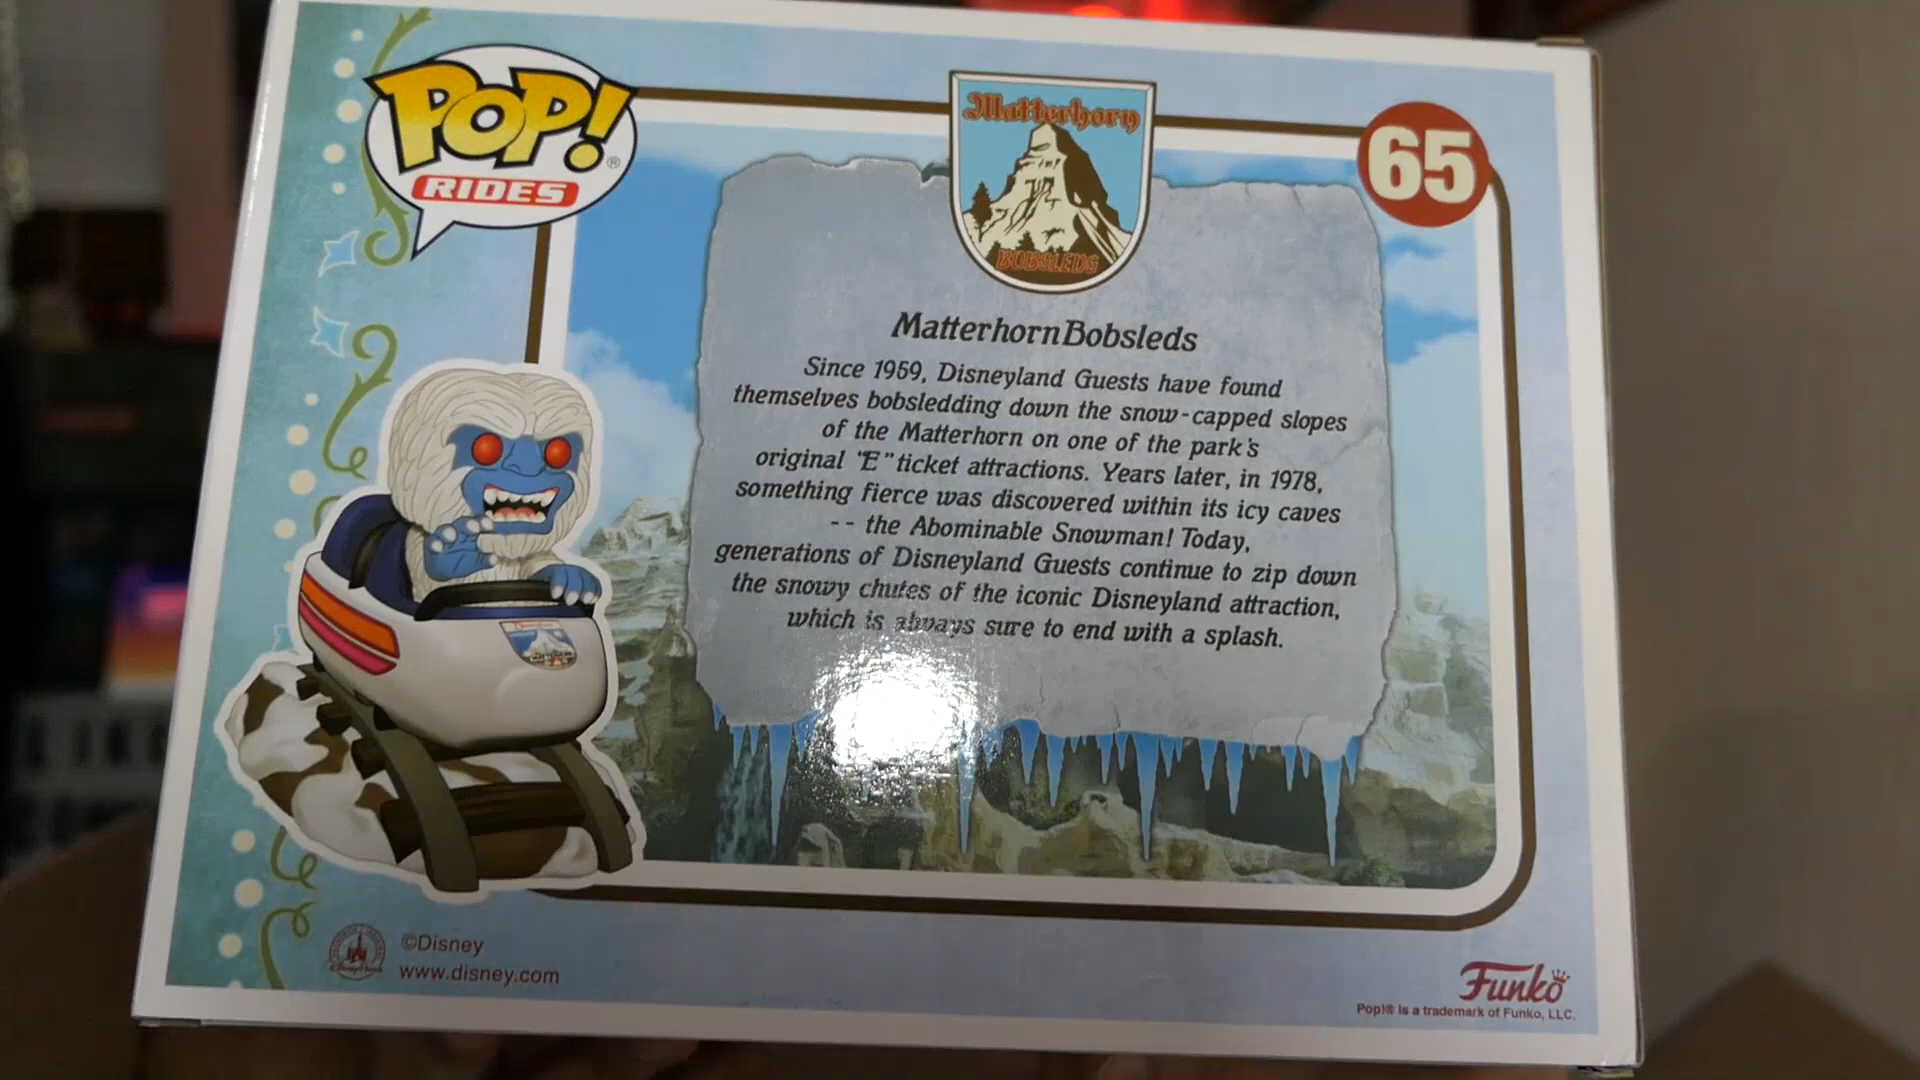 POP!®
RIDES
Matterhorn
BOBSLEDS
65
Matterhorn Bobsleds
Since 1959, Disneyland Guests have found
themselves bobsledding down the snow-capped slopes
of the Matterhorn on one of the park's
original "E" ticket attractions. Years later, in 1978,
something fierce was discovered within its icy caves
-- the Abominable Snowman! Today,
generations of Disneyland Guests continue to zip down
the snowy chutes of the iconic Disneyland attraction,
which is always sure to end with a splash.
©Disney
www.disney.com
Funko
Pop!® is a trademark of Funko, LLC.